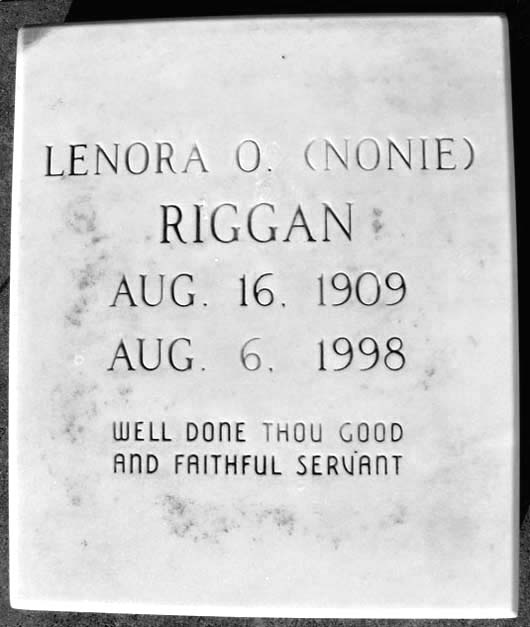 LENORA O. (NONIE)
RIGGAN
AUG. 16. 1909
AUG. 6. 1998
WELL DONE THOU GOOD
AND FAITHFUL SERVANT